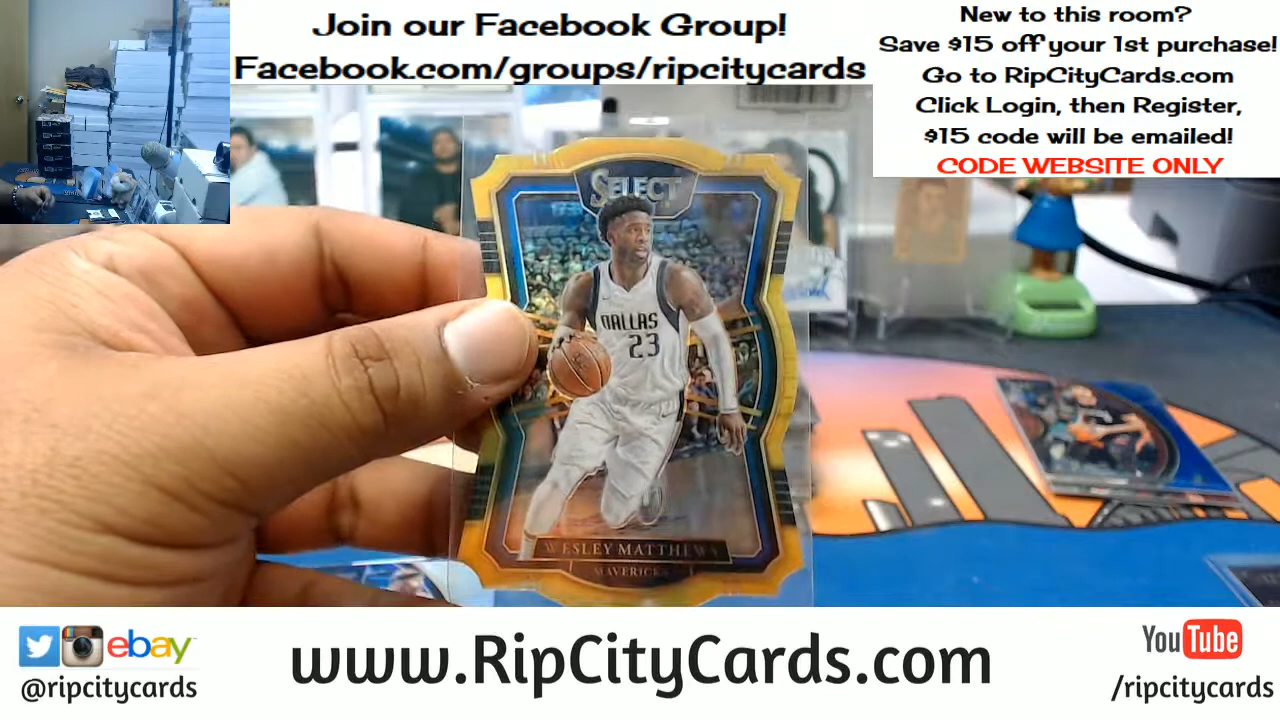 Join our Facebook Group!
Facebook.com/groups/ripcitycards
New to this room?
Save $15 off your 1st purchase!
Go to RipCityCards.com
Click Login, then Register,
$15 code will be emailed!
CODE WEBSITE ONLY
SELECT
DALLAS
23
WESLEY MATTHEWS
MAVERICKS
ebay
@ripcitycards
www.RipCityCards.com
YouTube
/ripcitycards